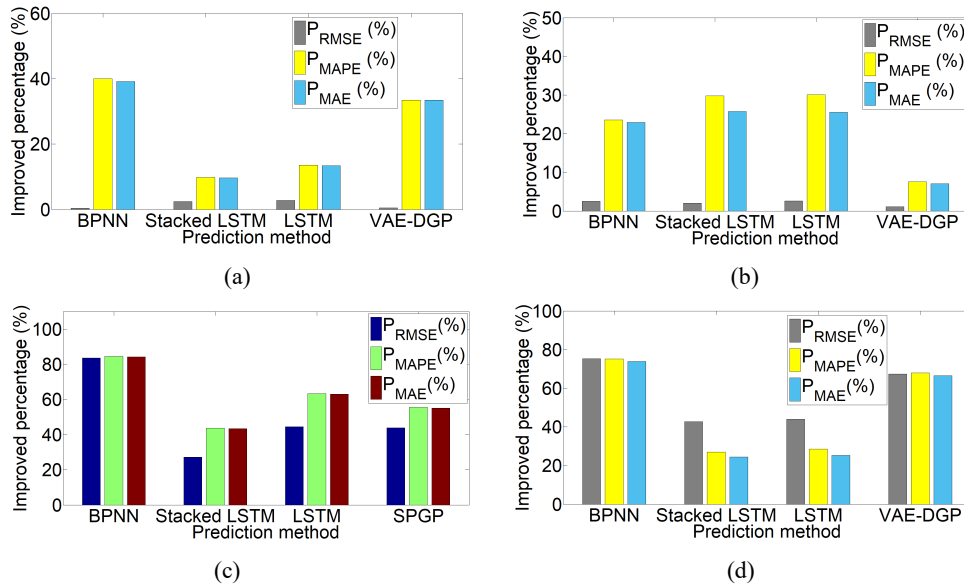 60
40
20
0
Improved percentage (%)
P_RMSE (%)
P_MAPE (%)
P_MAE (%)
BPNN Stacked LSTM LSTM VAE-DGP
Prediction method
(a)
50
40
30
20
10
0
Improved percentage (%)
P_RMSE (%)
P_MAPE (%)
P_MAE (%)
BPNN Stacked LSTM LSTM VAE-DGP
Prediction method
(b)
100
80
60
40
20
0
Improved percentage (%)
P_RMSE(%)
P_MAPE(%)
P_MAE(%)
BPNN Stacked LSTM LSTM SPGP
Prediction method
(c)
100
80
60
40
20
0
Improved percentage (%)
P_RMSE(%)
P_MAPE(%)
P_MAE(%)
BPNN Stacked LSTM LSTM VAE-DGP
Prediction method
(d)